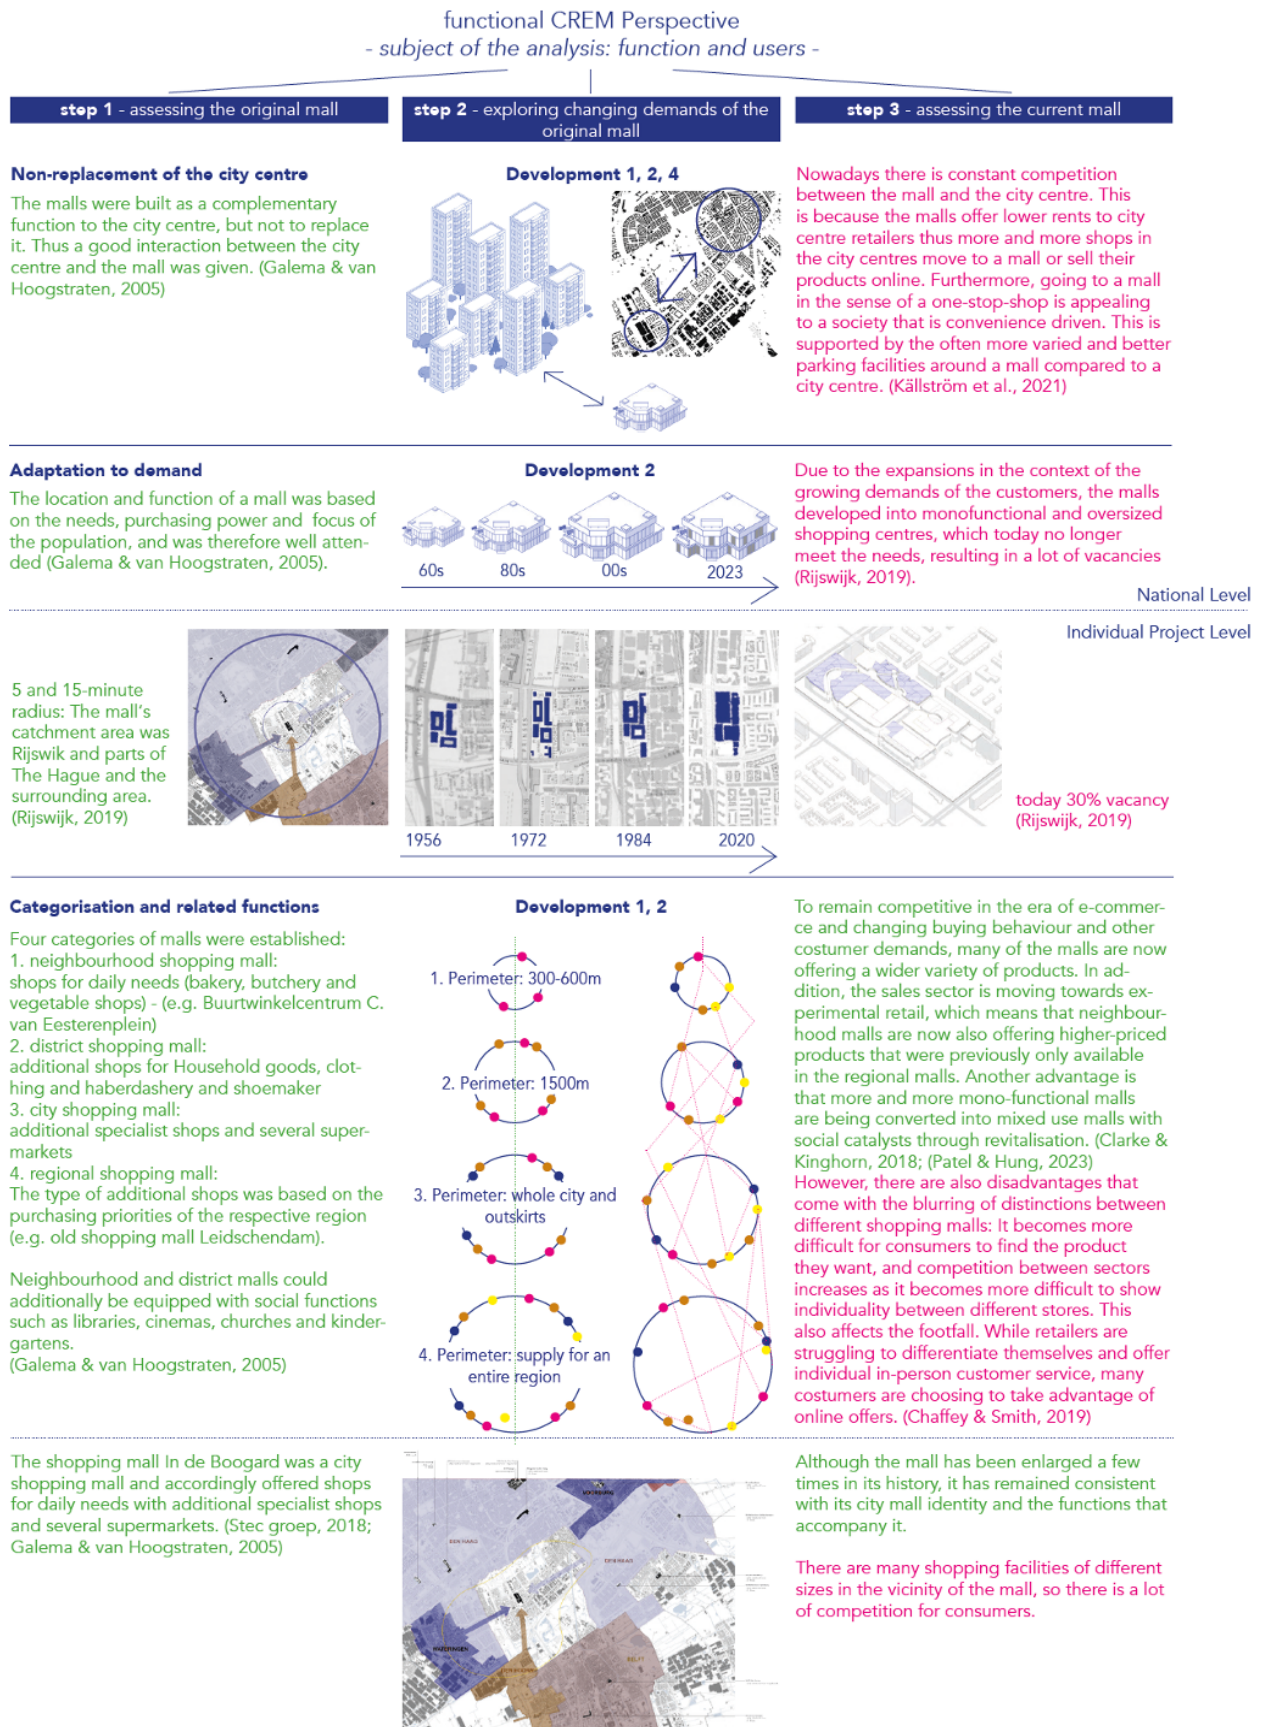 functional CREM Perspective
- subject of the analysis: function and users -
step 1 - assessing the original mall
step 2 - exploring changing demands of the
original mall
step 3 - assessing the current mall
Non-replacement of the city centre
The malls were built as a complementary
function to the city centre, but not to replace
it. Thus a good interaction between the city
centre and the mall was given. (Galema & van
Hoogstraten, 2005)
Development 1, 2, 4
Nowadays there is constant competition
between the mall and the city centre. This
is because the malls offer lower rents to city
centre retailers thus more and more shops in
the city centres move to a mall or sell their
products online. Furthermore, going to a mall
in the sense of a one-stop-shop is appealing
to a society that is convenience driven. This is
supported by the often more varied and better
parking facilities around a mall compared to a
city centre. (Källström et al., 2021)
Adaptation to demand
The location and function of a mall was based
on the needs, purchasing power and focus of
the population, and was therefore well atten-
ded (Galema & van Hoogstraten, 2005).
Development 2
60s
80s
00s
2023
Due to the expansions in the context of the
growing demands of the customers, the malls
developed into monofunctional and oversized
shopping centres, which today no longer
meet the needs, resulting in a lot of vacancies
(Rijswijk, 2019).
National Level
Individual Project Level
5 and 15-minute
radius: The mall's
catchment area was
Rijswik and parts of
The Hague and the
surrounding area.
(Rijswijk, 2019)
1956
1972
1984
2020
today 30% vacancy
(Rijswijk, 2019)
Categorisation and related functions
Four categories of malls were established:
1. neighbourhood shopping mall:
shops for daily needs (bakery, butchery and
vegetable shops) - (e.g. Buurtwinkelcentrum C.
van Eesterenplein)
2. district shopping mall:
additional shops for Household goods, clot-
hing and haberdashery and shoemaker
3. city shopping mall:
additional specialist shops and several super-
markets
4. regional shopping mall:
The type of additional shops was based on the
purchasing priorities of the respective region
(e.g. old shopping mall Leidschendam).
Neighbourhood and district malls could
additionally be equipped with social functions
such as libraries, cinemas, churches and kinder-
gartens.
(Galema & van Hoogstraten, 2005)
Development 1, 2
1. Perimeter: 300-600m
2. Perimeter: 1500m
3. Perimeter: whole city and
outskirts
4. Perimeter: supply for an
entire region
To remain competitive in the era of e-commer-
ce and changing buying behaviour and other
costumer demands, many of the malls are now
offering a wider variety of products. In ad-
dition, the sales sector is moving towards ex-
perimental retail, which means that neighbour-
hood malls are now also offering higher-priced
products that were previously only available
in the regional malls. Another advantage is
that more and more mono-functional malls
are being converted into mixed use malls with
social catalysts through revitalisation. (Clarke &
Kinghorn, 2018; (Patel & Hung, 2023)
However, there are also disadvantages that
come with the blurring of distinctions between
different shopping malls: It becomes more
difficult for consumers to find the product
they want, and competition between sectors
increases as it becomes more difficult to show
individuality between different stores. This
also affects the footfall. While retailers are
struggling to differentiate themselves and offer
individual in-person customer service, many
costumers are choosing to take advantage of
online offers. (Chaffey & Smith, 2019)
The shopping mall In de Boogard was a city
shopping mall and accordingly offered shops
for daily needs with additional specialist shops
and several supermarkets. (Stec groep, 2018;
Galema & van Hoogstraten, 2005)
VOORBURG
DEN HAAG
DEN HAAG
WATERINGEN
DELFT
Although the mall has been enlarged a few
times in its history, it has remained consistent
with its city mall identity and the functions that
accompany it.
There are many shopping facilities of different
sizes in the vicinity of the mall, so there is a lot
of competition for consumers.